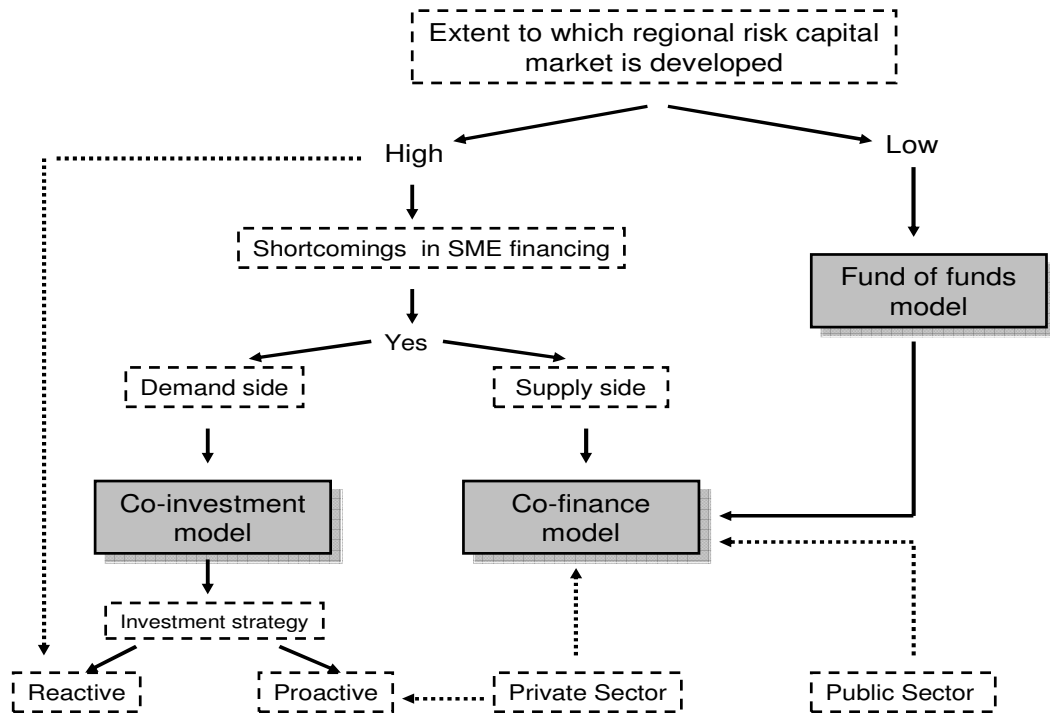 Extent to which regional risk capital
market is developed
High
Low
Shortcomings in SME financing
Fund of funds
model
Yes
Demand side
Supply side
Co-investment
model
Co-finance
model
Investment strategy
Reactive
Proactive
Private Sector
Public Sector